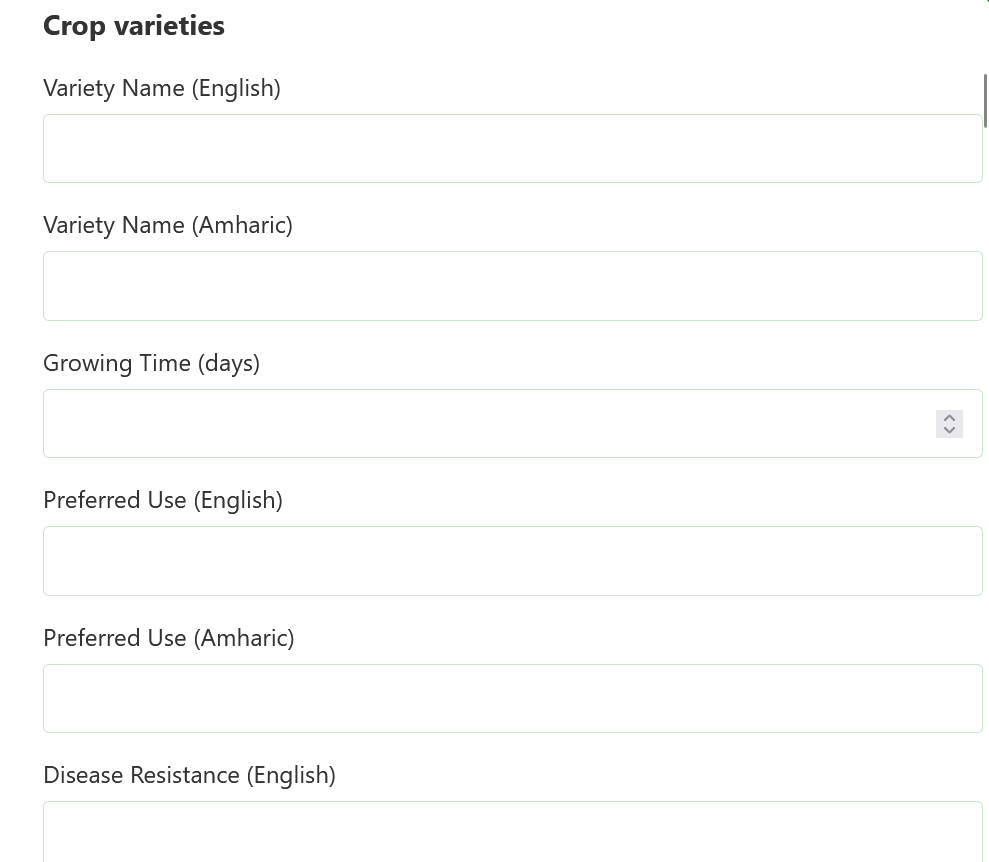 Crop varieties
Variety Name (English)
Variety Name (Amharic)
Growing Time (days)
Preferred Use (English)
Preferred Use (Amharic)
Disease Resistance (English)